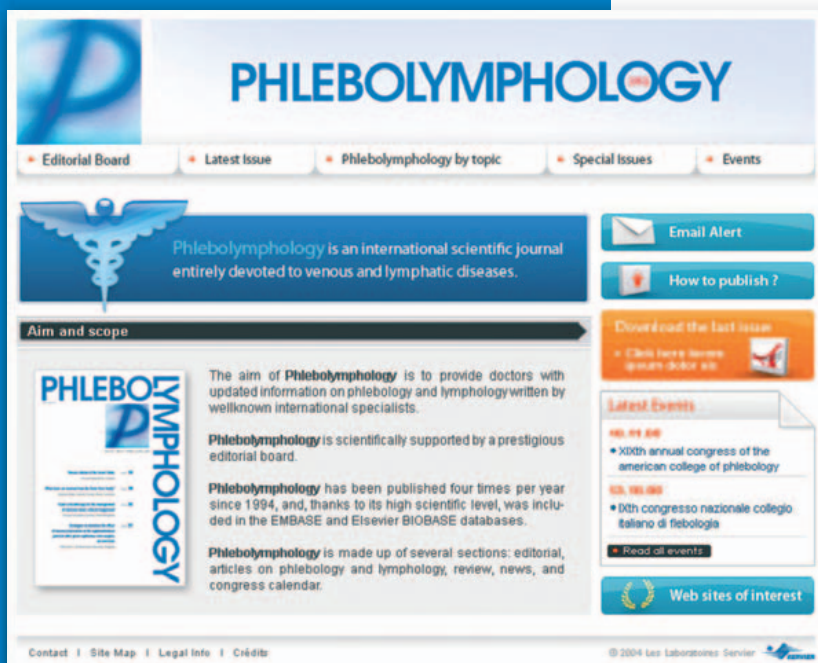 PHLEBOLYMPHOLOGY
Editorial Board
Latest Issue
Phlebolymphology by topic
Special Issues
Events
Phlebolymphology is an international scientific journal
entirely devoted to venous and lymphatic diseases.
Email Alert
How to publish ?
Download the last issue
Click here lorem
ipsum dolor sit
Aim and scope
PHLEBO
LYMPHOLOGY
The aim of Phlebolymphology is to provide doctors with
updated information on phlebology and lymphology written by
wellknown international specialists.
Phlebolymphology is scientifically supported by a prestigious
editorial board.
Phlebolymphology has been published four times per year
since 1994, and, thanks to its high scientific level, was inclu-
ded in the EMBASE and Elsevier BIOBASE databases.
Phlebolymphology is made up of several sections: editorial,
articles on phlebology and lymphology, review, news, and
congress calendar.
Latest Events
• XIXth annual congress of the
american college of phlebology
• IXth congresso nazionale collegio
italiano di flebologia
Read all events
Web sites of interest
Contact I Site Map I Legal Info I Crédits
© 2004 Les Laboratoires Servier
SERVIER